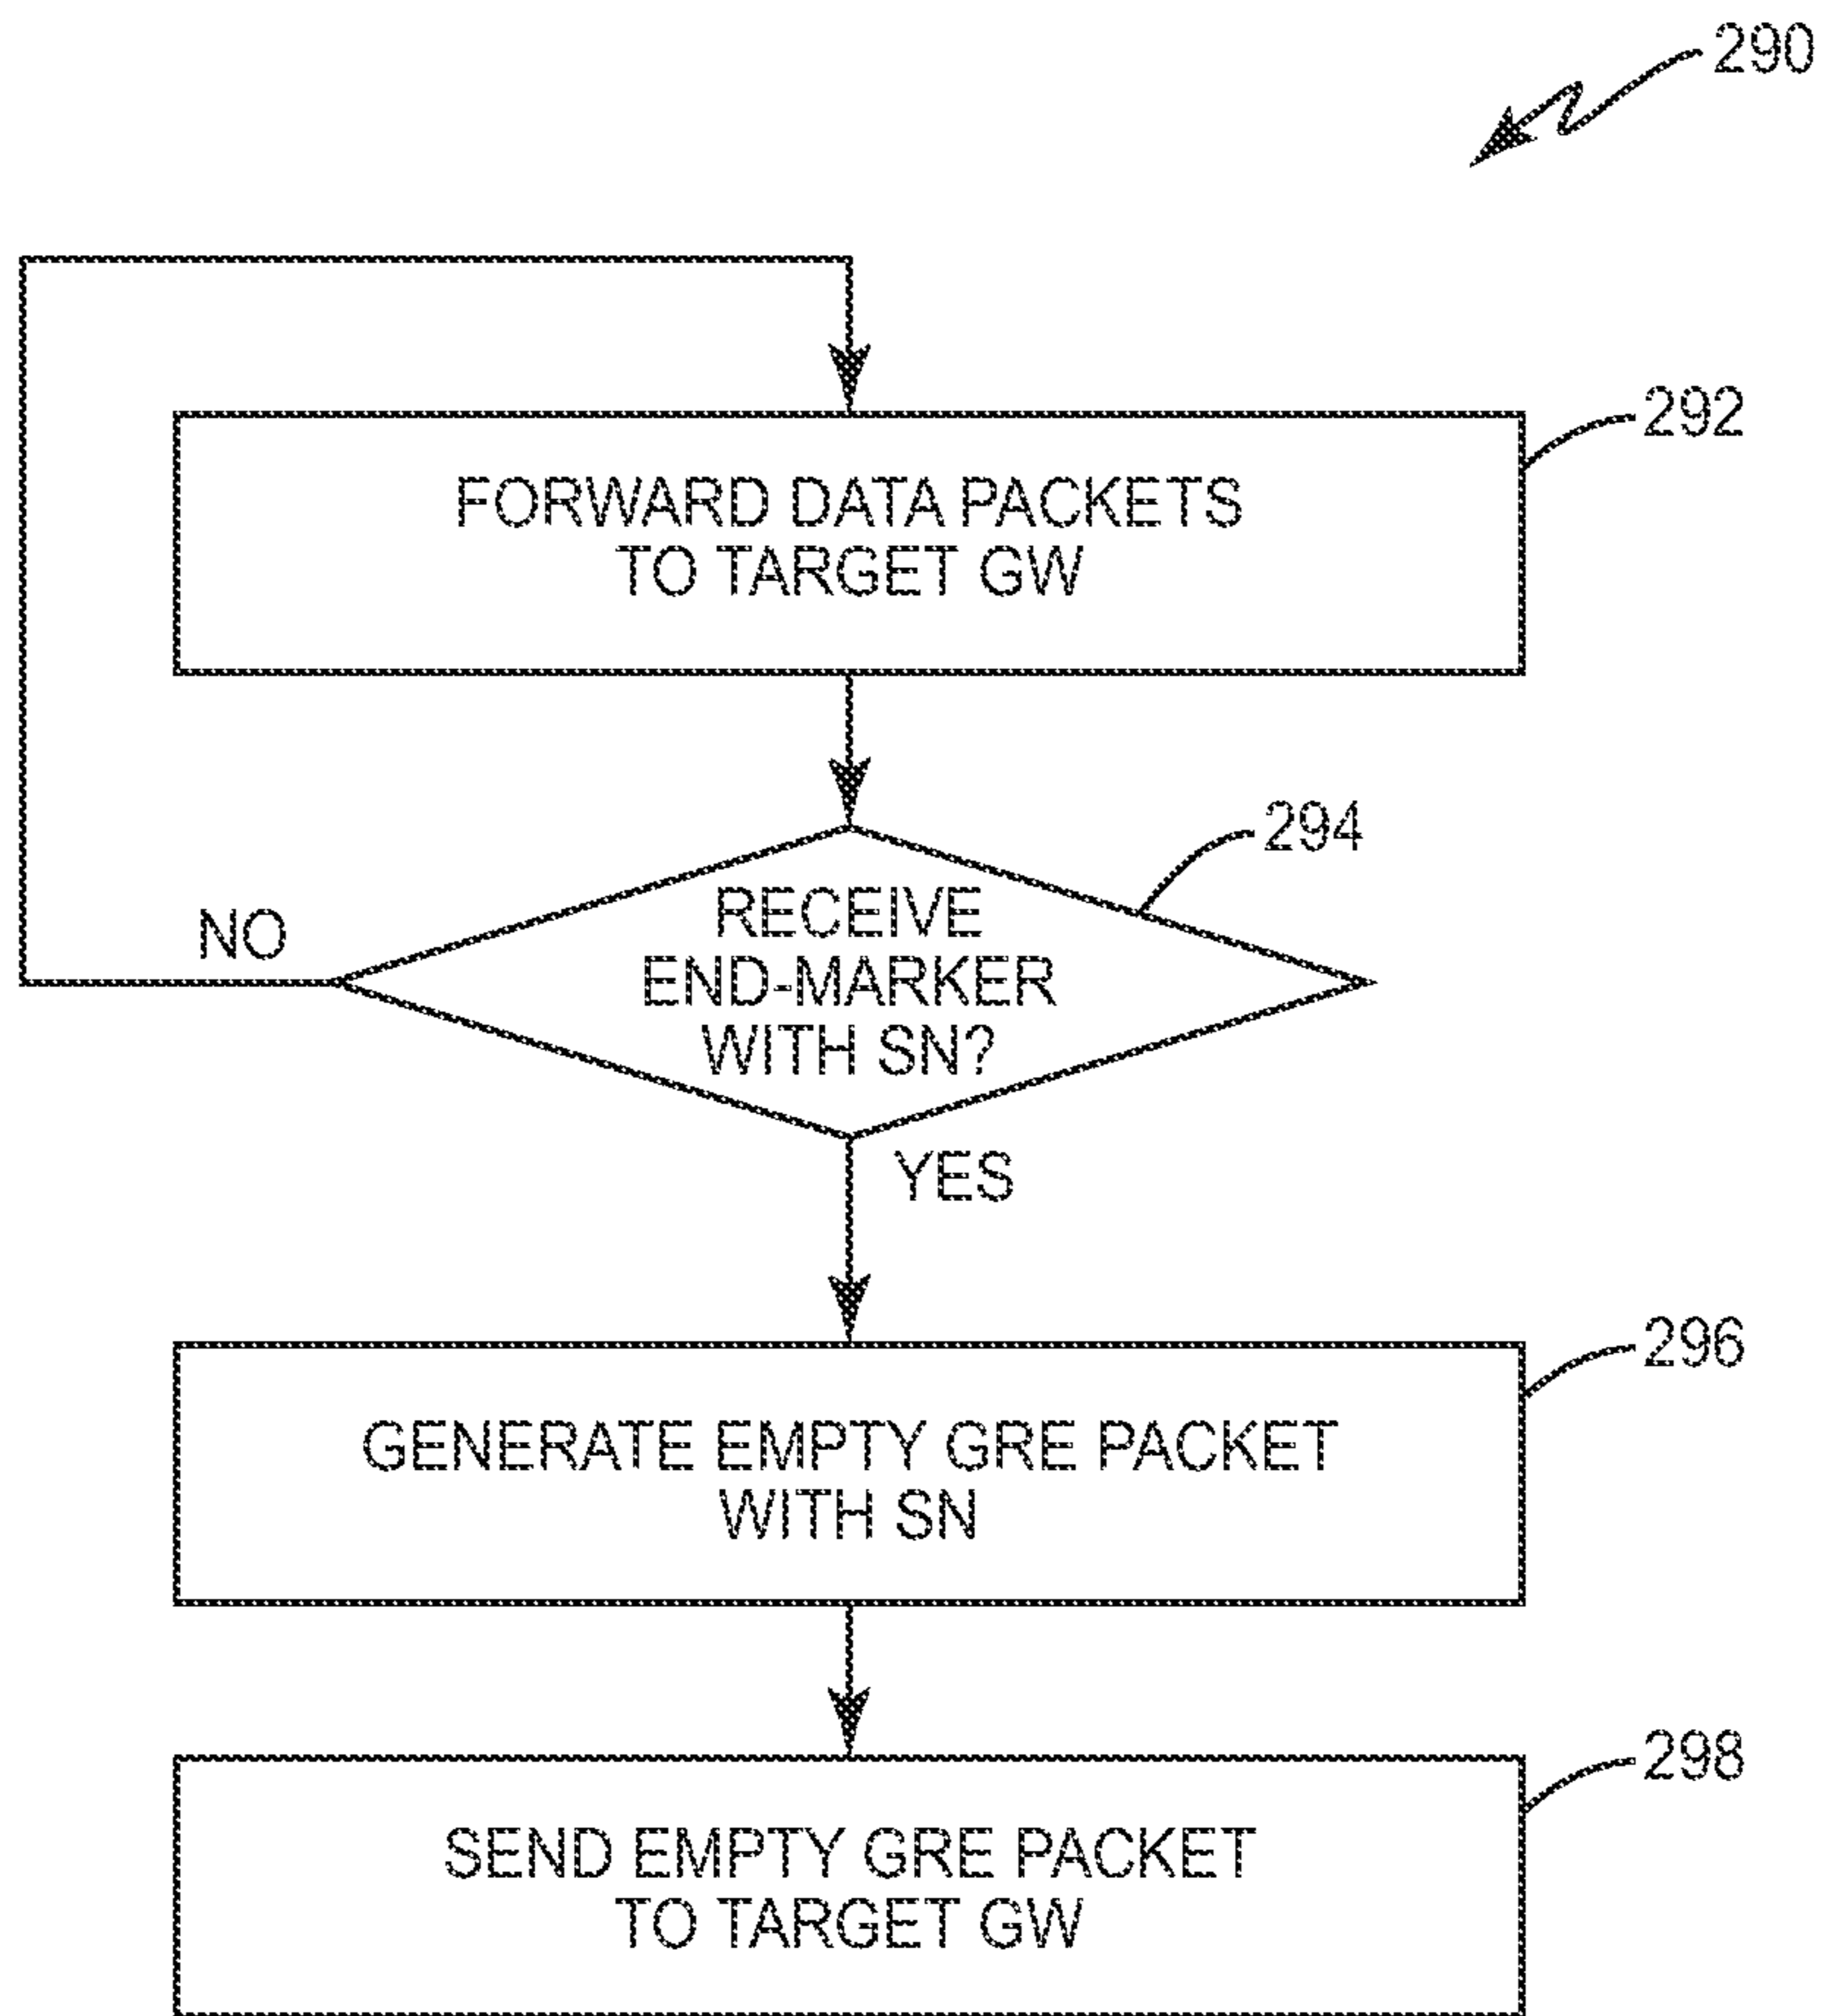 290
292
FORWARD DATA PACKETS
TO TARGET GW
294
RECEIVE
END-MARKER
WITH SN?
NO
YES
296
GENERATE EMPTY GRE PACKET
WITH SN
298
SEND EMPTY GRE PACKET
TO TARGET GW